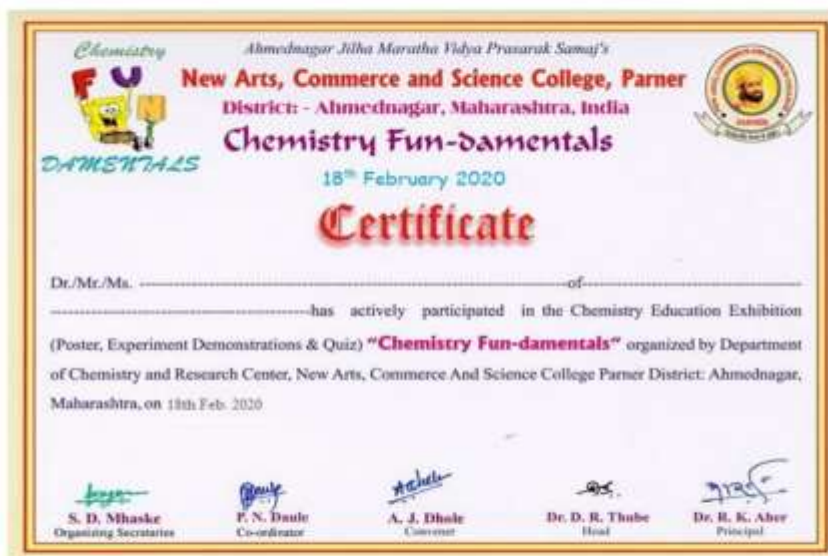 Chemistry
FUN
DAMENTALS
Ahmednagar Jilha Maratha Vidya Prasarak Samaj's
New Arts, Commerce and Science College, Parner
District: - Ahmednagar, Maharashtra, India
Chemistry Fun-damentals
18th February 2020
Certificate
Dr./Mr./Ms. ----------of----------
----------has actively participated in the Chemistry Education Exhibition
(Poster, Experiment Demonstrations & Quiz) "Chemistry Fun-damentals" organized by Department
of Chemistry and Research Center, New Arts, Commerce And Science College Parner District: Ahmednagar,
Maharashtra, on 18th Feb. 2020
S. D. Mhaske
Organizing Secretaries
P. N. Daule
Co-ordinator
A. J. Dhole
Convener
Dr. D. R. Thube
Head
Dr. R. K. Aher
Principal